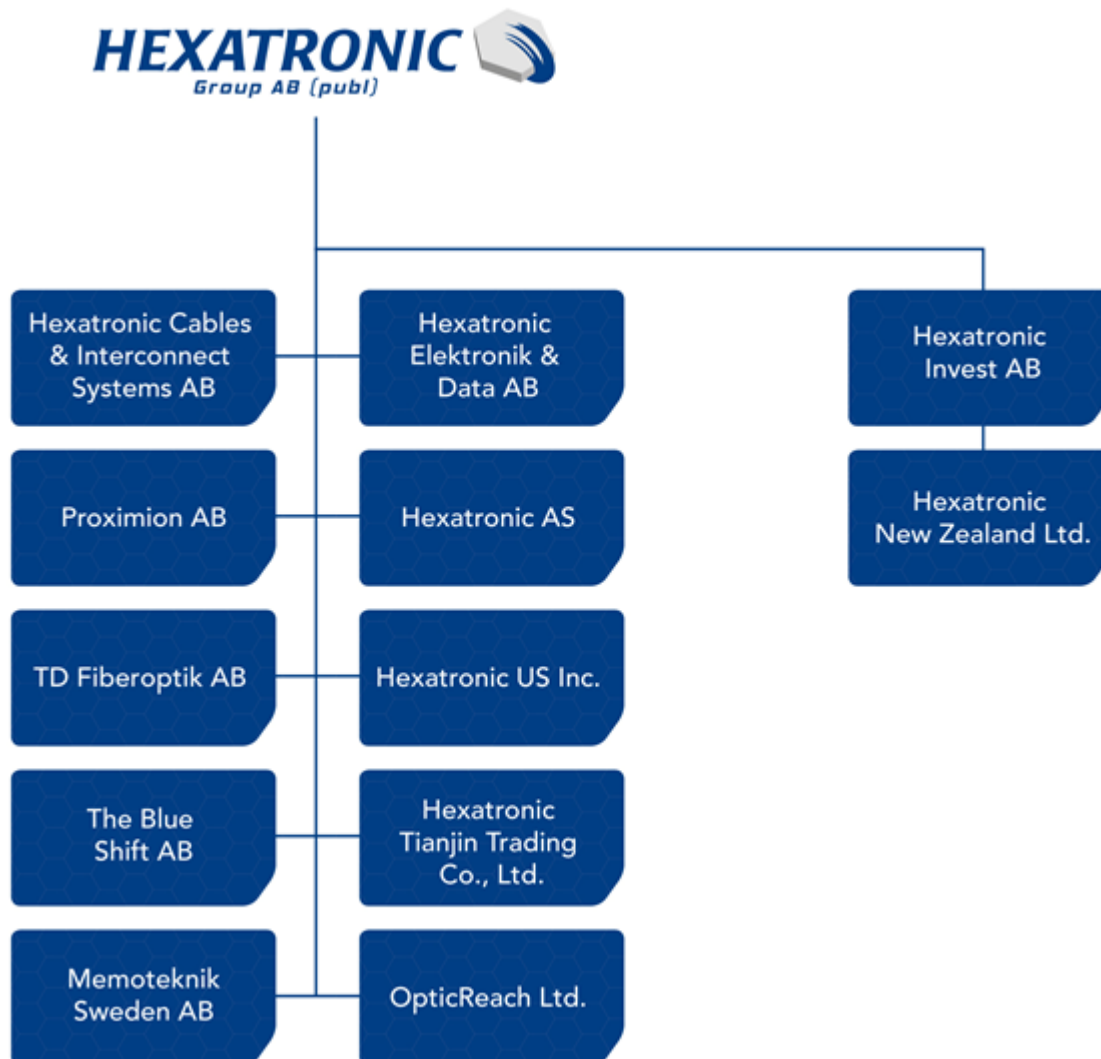 HEXATRONIC
Group AB (publ)
Hexatronic Cables
& Interconnect
Systems AB
Hexatronic
Elektronik &
Data AB
Hexatronic
Invest AB
Proximion AB
Hexatronic AS
Hexatronic
New Zealand Ltd.
TD Fiberoptik AB
Hexatronic US Inc.
The Blue
Shift AB
Hexatronic
Tianjin Trading
Co., Ltd.
Memoteknik
Sweden AB
OpticReach Ltd.